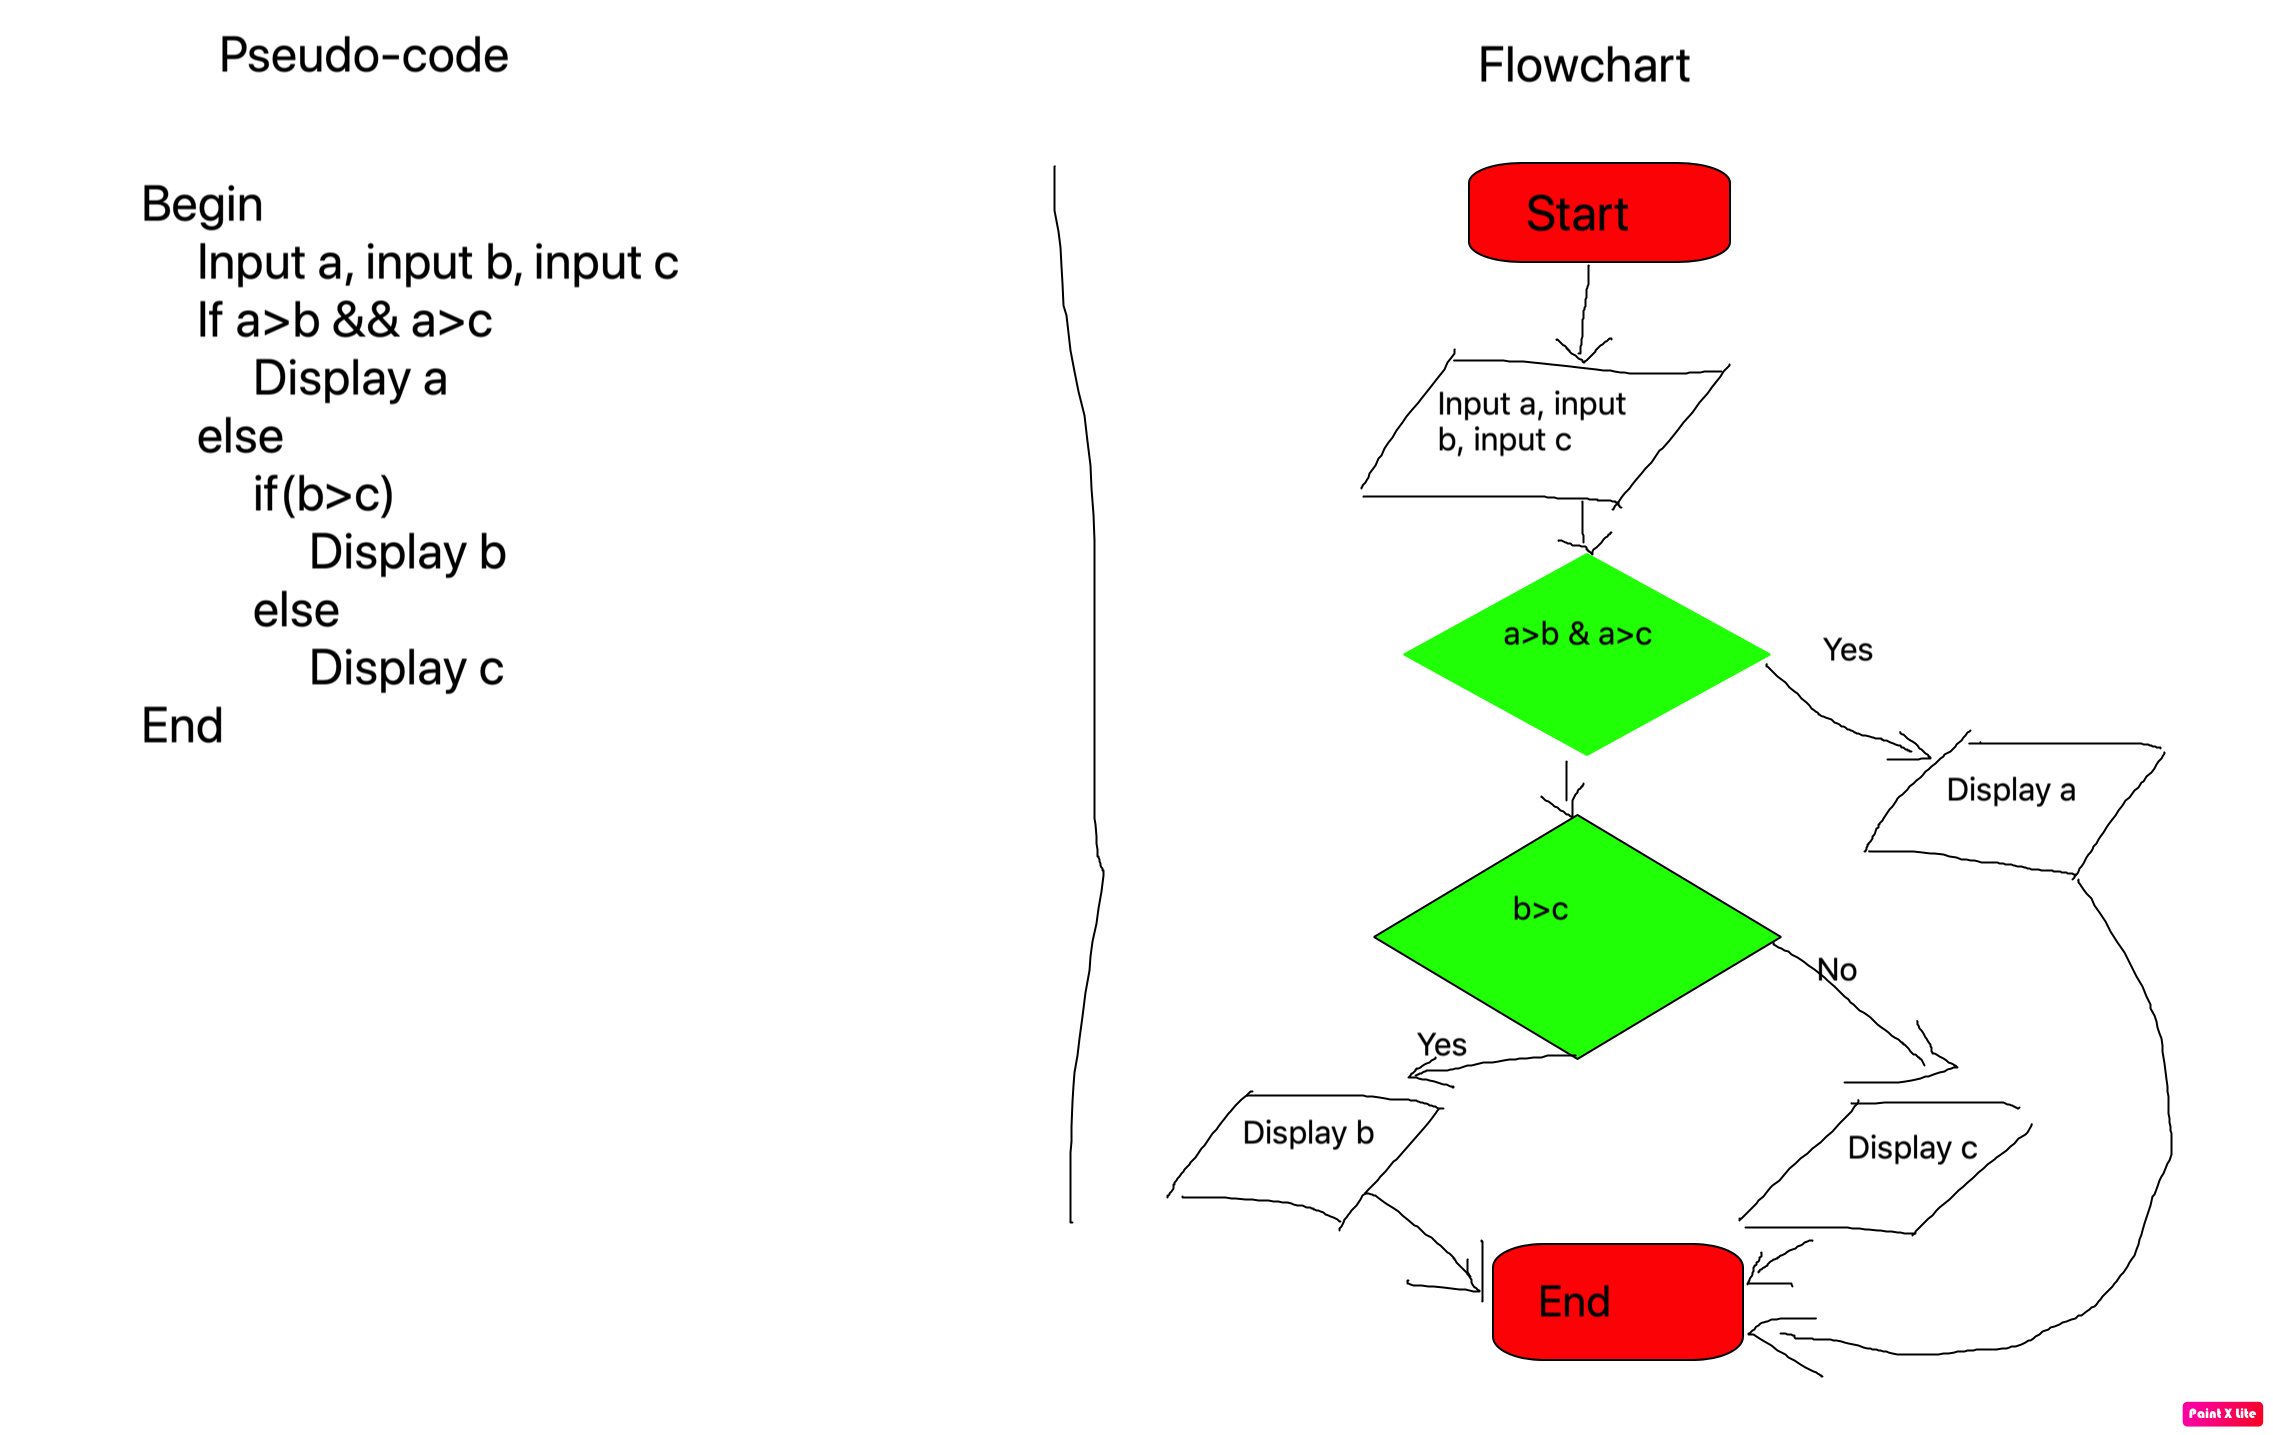 Pseudo-code
Begin
Input a, input b, input c
If a>b && a>c
Display a
else
if(b>c)
Display b
else
Display c
End
Flowchart
Start
Input a, input
b, input c
a>b & a>c
Yes
Display a
b>c
No
Yes
Display b
Display c
End
Paint X Lite